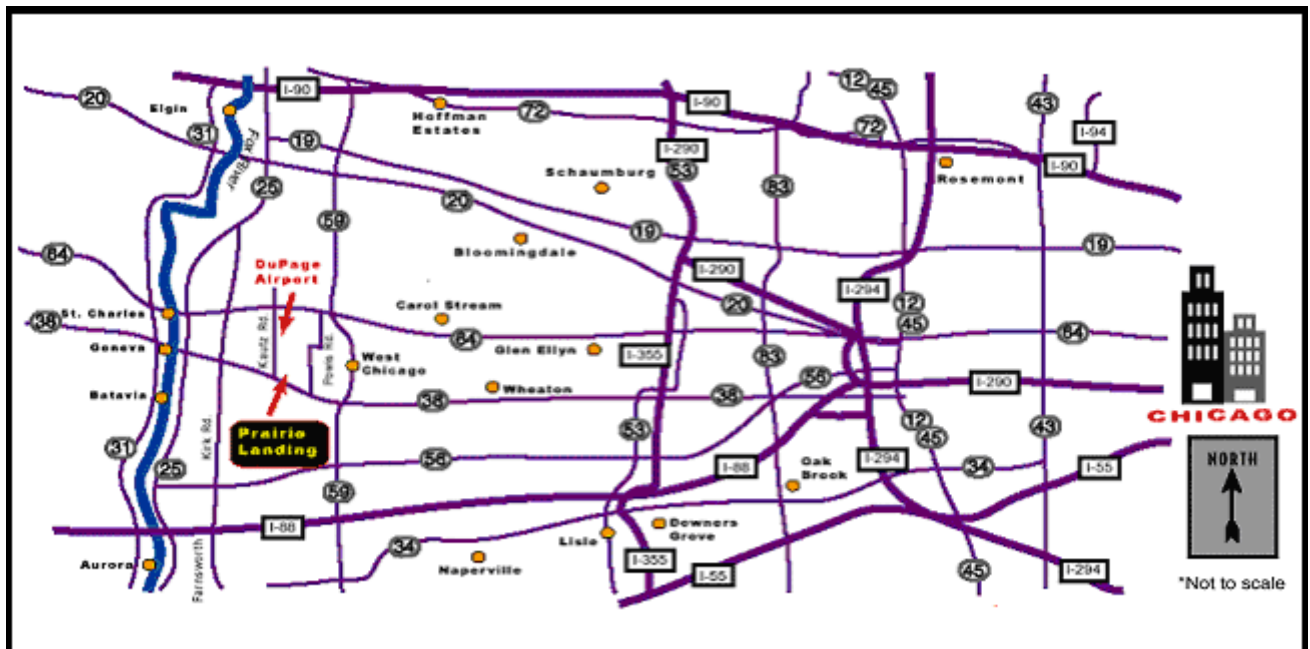 12
20
I-90
45
43
Elgin
I-90
Hoffman
Estates
72
31
72
I-94
19
I-290
Fox River
53
I-90
Schaumburg
Rosemont
25
83
20
59
19
19
Bloomingdale
64
DuPage
Airport
I-290
I-294
12
St. Charles
Carol Stream
20
38
45
64
Kautz Rd.
Powis Rd.
64
Geneva
Glen Ellyn
I-355
83
West
Chicago
56
I-290
Batavia
Wheaton
38
38
CHICAGO
12
Kirk Rd.
Prairie
Landing
53
43
31
45
NORTH
56
25
I-88
I-294
34
I-55
Oak
Brook
59
I-88
Downers
Grove
34
Lisle
Farnsworth
Aurora
Naperville
I-355
I-55
45
I-294
*Not to scale